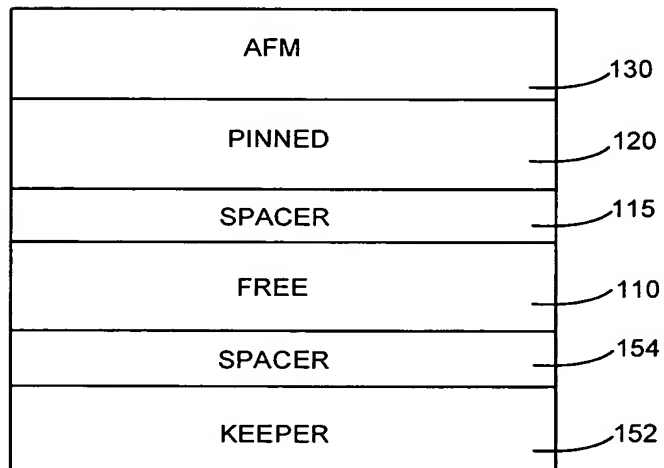 AFM
130
PINNED
120
SPACER
115
FREE
110
SPACER
154
KEEPER
152